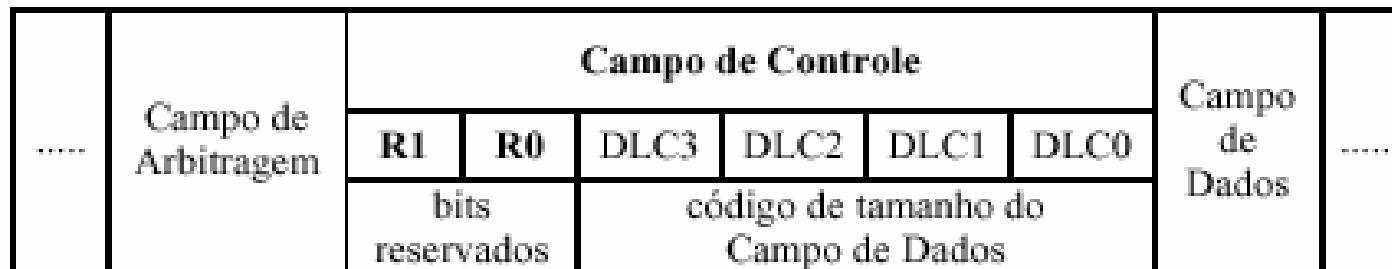 .....
Campo de
Arbitragem
Campo de Controle
R1 R0 DLC3 DLC2 DLC1 DLC0
bits
reservados
código de tamanho do
Campo de Dados
Campo
de
Dados
.....